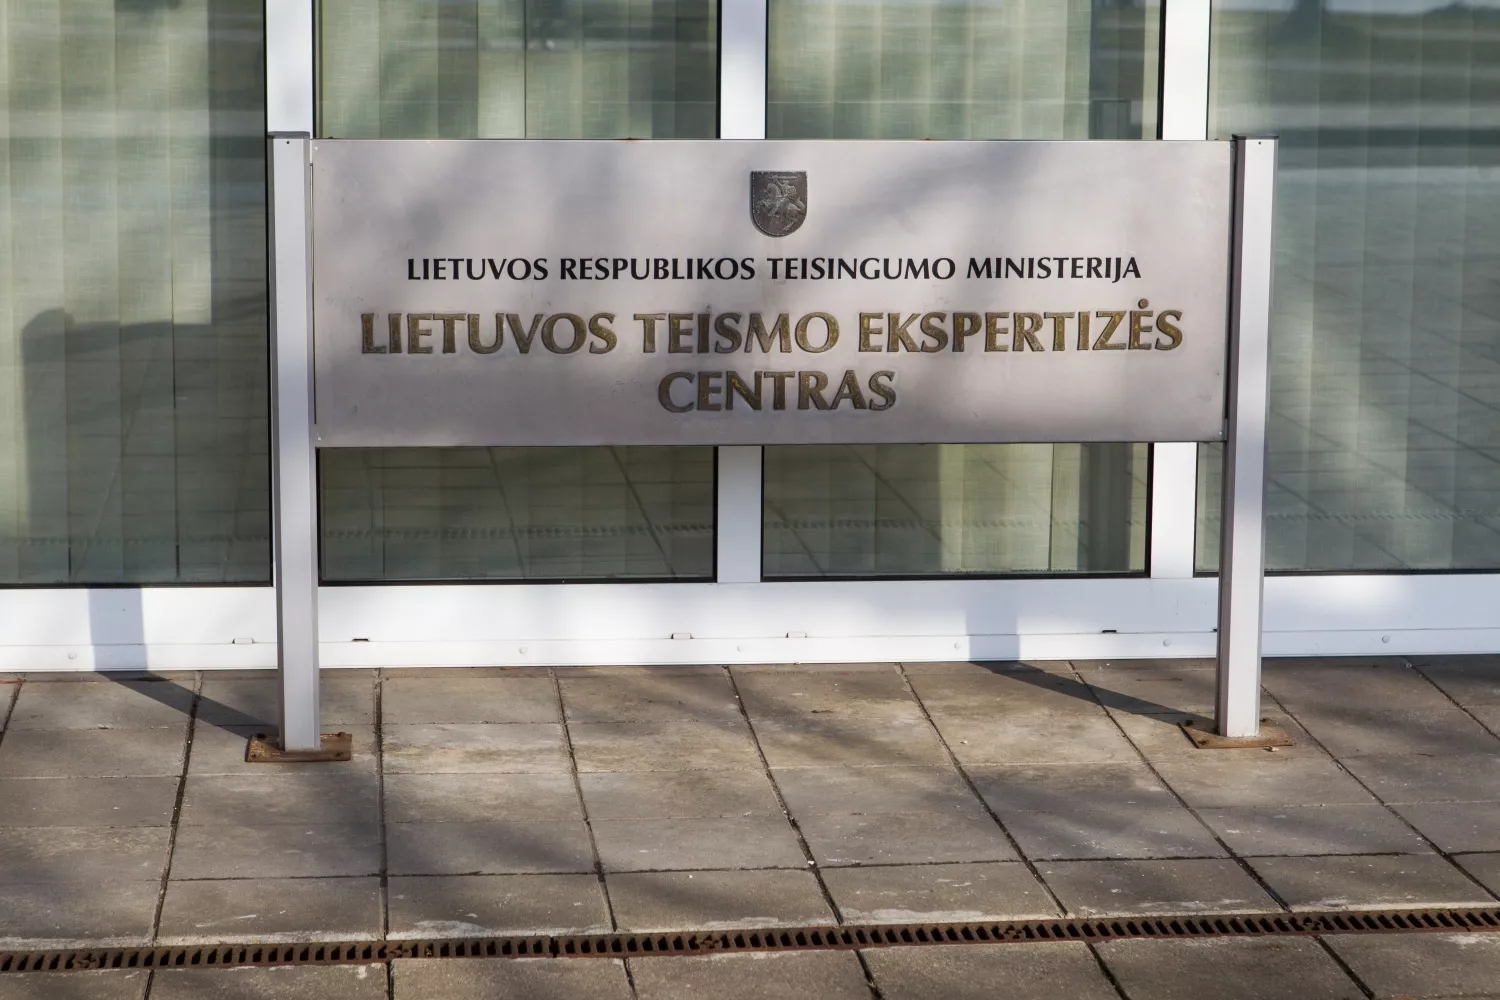 LIETUVOS RESPUBLIKOS TEISINGUMO MINISTERIJA
LIETUVOS TEISMO EKSPERTIZĖS
CENTRAS